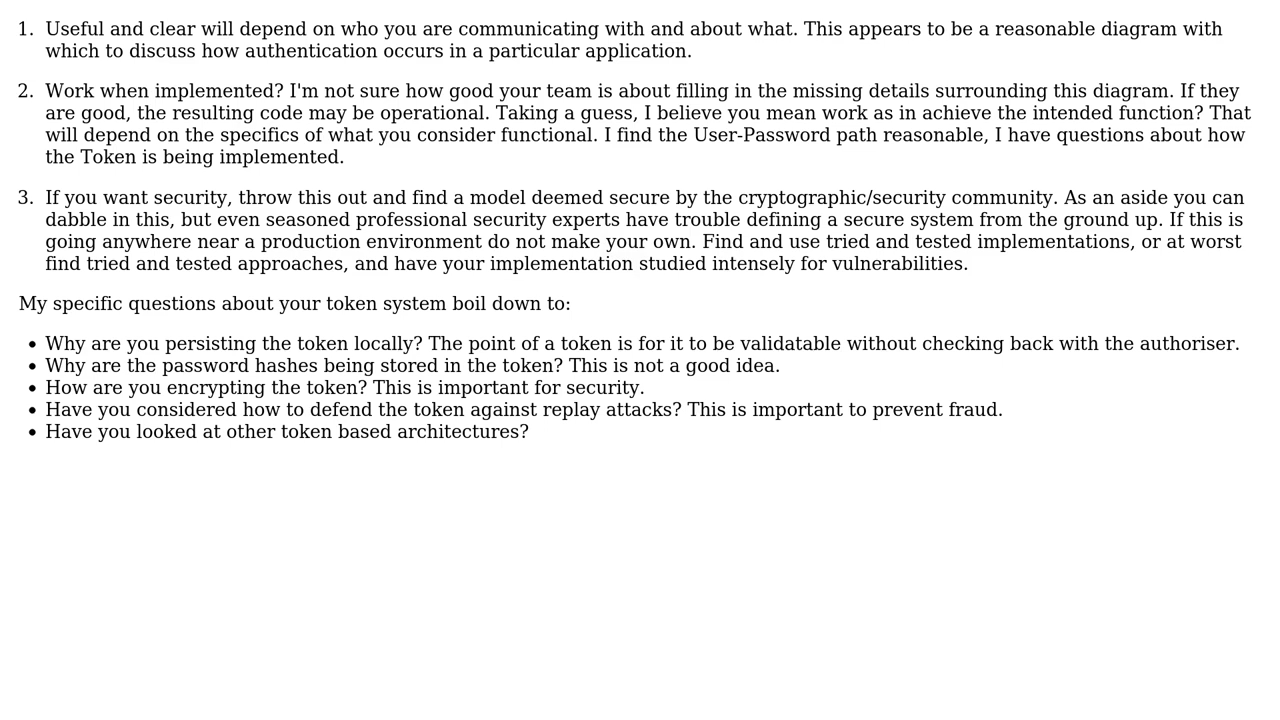 1. Useful and clear will depend on who you are communicating with and about what. This appears to be a reasonable diagram with
which to discuss how authentication occurs in a particular application.
2. Work when implemented? I'm not sure how good your team is about filling in the missing details surrounding this diagram. If they
are good, the resulting code may be operational. Taking a guess, I believe you mean work as in achieve the intended function? That
will depend on the specifics of what you consider functional. I find the User-Password path reasonable, I have questions about how
the Token is being implemented.
3. If you want security, throw this out and find a model deemed secure by the cryptographic/security community. As an aside you can
dabble in this, but even seasoned professional security experts have trouble defining a secure system from the ground up. If this is
going anywhere near a production environment do not make your own. Find and use tried and tested implementations, or at worst
find tried and tested approaches, and have your implementation studied intensely for vulnerabilities.
My specific questions about your token system boil down to:
• Why are you persisting the token locally? The point of a token is for it to be validatable without checking back with the authoriser.
• Why are the password hashes being stored in the token? This is not a good idea.
• How are you encrypting the token? This is important for security.
• Have you considered how to defend the token against replay attacks? This is important to prevent fraud.
• Have you looked at other token based architectures?